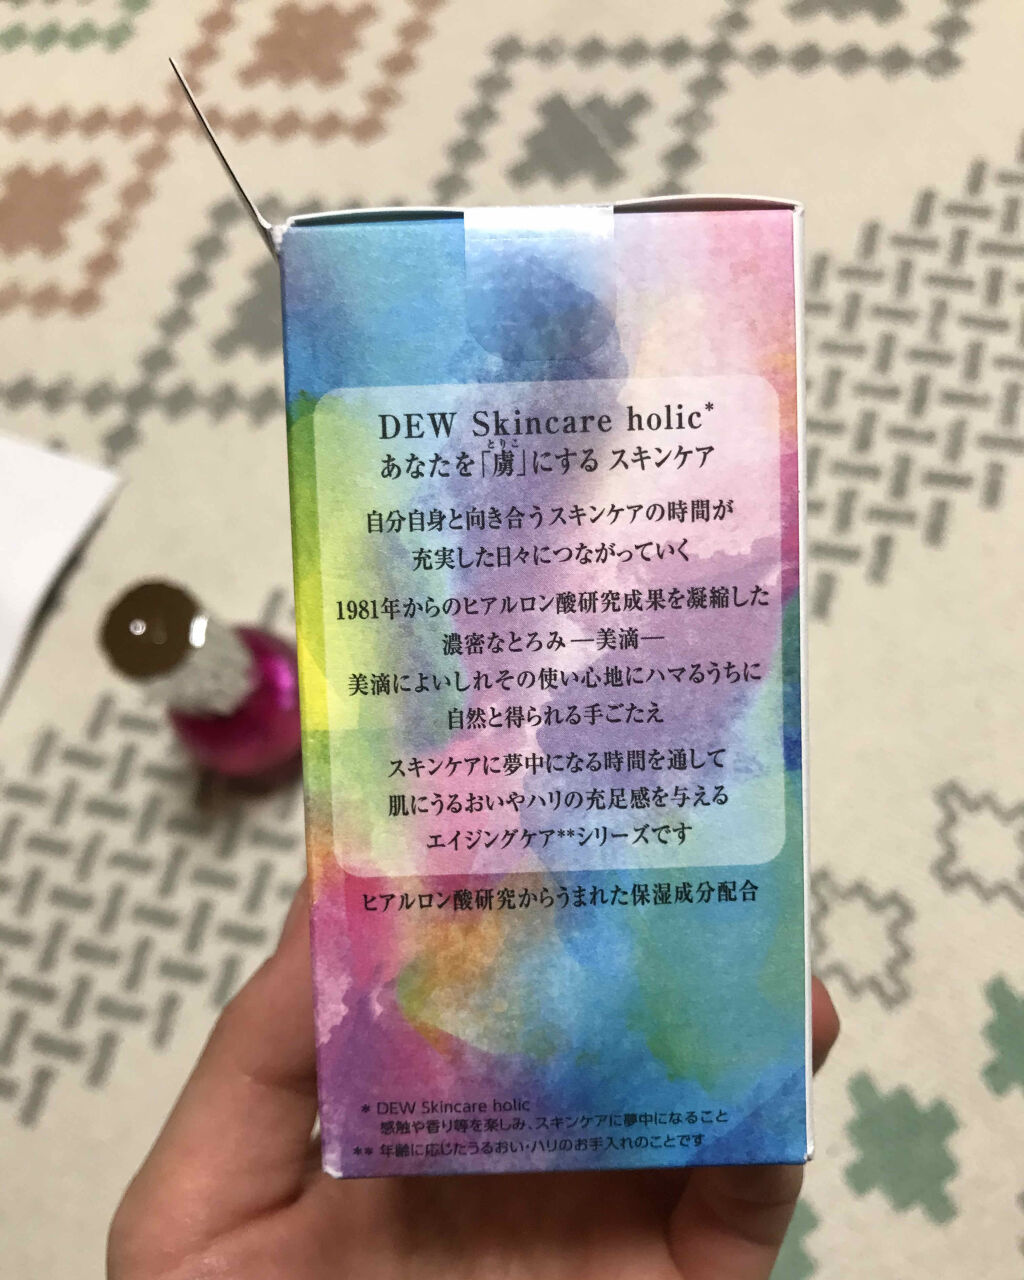 DEW Skincare holic*
あなたを「虜」にする スキンケア
とりこ
自分自身と向き合うスキンケアの時間が
充実した日々につながっていく
1981年からのヒアルロン酸研究成果を凝縮した
濃密なとろみ ―美滴―
美滴によいしれその使い心地にハマるうちに
自然と得られる手ごたえ
スキンケアに夢中になる時間を通して
肌にうるおいやハリの充足感を与える
エイジングケア**シリーズです
ヒアルロン酸研究からうまれた保湿成分配合
* DEW Skincare holic
感触や香り等を楽しみ、スキンケアに夢中になること
** 年齢に応じたうるおい・ハリのお手入れのことです